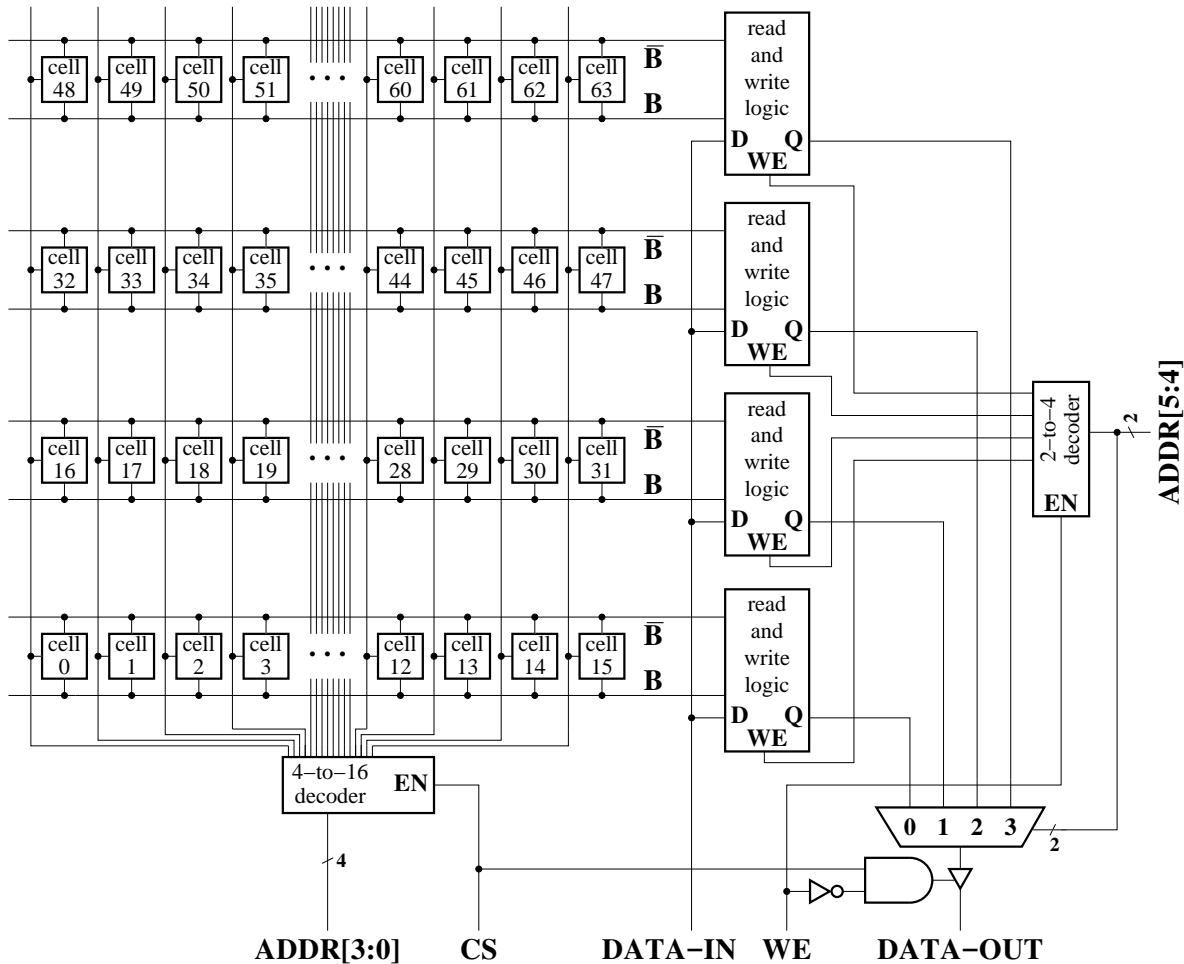 cell 48
cell 49
cell 50
cell 51
• • •
cell 60
cell 61
cell 62
cell 63
B̅
B
read and write logic
D Q
WE
cell 32
cell 33
cell 34
cell 35
• • •
cell 44
cell 45
cell 46
cell 47
B̅
B
read and write logic
D Q
WE
cell 16
cell 17
cell 18
cell 19
• • •
cell 28
cell 29
cell 30
cell 31
B̅
B
read and write logic
D Q
WE
2−to−4 decoder
EN
2
ADDR[5:4]
cell 0
cell 1
cell 2
cell 3
• • •
cell 12
cell 13
cell 14
cell 15
B̅
B
read and write logic
D Q
WE
4−to−16 decoder
EN
4
0 1 2 3
2
ADDR[3:0] CS DATA−IN WE DATA−OUT